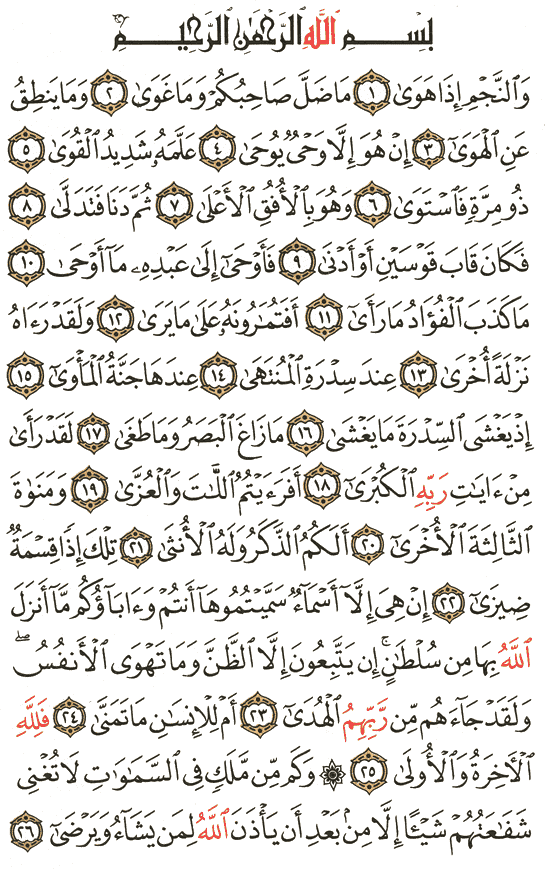 بِسْمِ ٱللَّهِ ٱلرَّحْمَٰنِ ٱلرَّحِيمِ
وَٱلنَّجْمِ إِذَا هَوَىٰ ١ مَا ضَلَّ صَاحِبُكُمْ وَمَا غَوَىٰ ٢ وَمَا يَنطِقُ
عَنِ ٱلْهَوَىٰٓ ٣ إِنْ هُوَ إِلَّا وَحْىٌ يُوحَىٰ ٤ عَلَّمَهُۥ شَدِيدُ ٱلْقُوَىٰ ٥
ذُو مِرَّةٍ فَٱسْتَوَىٰ ٦ وَهُوَ بِٱلْأُفُقِ ٱلْأَعْلَىٰ ٧ ثُمَّ دَنَا فَتَدَلَّىٰ ٨
فَكَانَ قَابَ قَوْسَيْنِ أَوْ أَدْنَىٰ ٩ فَأَوْحَىٰٓ إِلَىٰ عَبْدِهِۦ مَآ أَوْحَىٰ ١٠
مَا كَذَبَ ٱلْفُؤَادُ مَا رَأَىٰٓ ١١ أَفَتُمَٰرُونَهُۥ عَلَىٰ مَا يَرَىٰ ١٢ وَلَقَدْ رَءَاهُ
نَزْلَةً أُخْرَىٰ ١٣ عِندَ سِدْرَةِ ٱلْمُنتَهَىٰ ١٤ عِندَهَا جَنَّةُ ٱلْمَأْوَىٰٓ ١٥
إِذْ يَغْشَى ٱلسِّدْرَةَ مَا يَغْشَىٰ ١٦ مَا زَاغَ ٱلْبَصَرُ وَمَا طَغَىٰ ١٧ لَقَدْ رَأَىٰ
مِنْ ءَايَٰتِ رَبِّهِ ٱلْكُبْرَىٰٓ ١٨ أَفَرَءَيْتُمُ ٱللَّٰتَ وَٱلْعُزَّىٰ ١٩ وَمَنَوٰةَ
ٱلثَّالِثَةَ ٱلْأُخْرَىٰٓ ٢٠ أَلَكُمُ ٱلذَّكَرُ وَلَهُ ٱلْأُنثَىٰ ٢١ تِلْكَ إِذًا قِسْمَةٌ
ضِيزَىٰٓ ٢٢ إِنْ هِىَ إِلَّآ أَسْمَآءٌ سَمَّيْتُمُوهَآ أَنتُمْ وَءَابَآؤُكُم مَّآ أَنزَلَ
ٱللَّهُ بِهَا مِن سُلْطَٰنٍ ۚ إِن يَتَّبِعُونَ إِلَّا ٱلظَّنَّ وَمَا تَهْوَى ٱلْأَنفُسُ ۖ
وَلَقَدْ جَآءَهُم مِّن رَّبِّهِمُ ٱلْهُدَىٰٓ ٢٣ أَمْ لِلْإِنسَٰنِ مَا تَمَنَّىٰ ٢٤ فَلِلَّهِ
ٱلْـَٔاخِرَةُ وَٱلْأُولَىٰ ٢٥ ۞ وَكَم مِّن مَّلَكٍ فِى ٱلسَّمَٰوَٰتِ لَا تُغْنِى
شَفَٰعَتُهُمْ شَيْـًٔا إِلَّا مِنۢ بَعْدِ أَن يَأْذَنَ ٱللَّهُ لِمَن يَشَآءُ وَيَرْضَىٰٓ ٢٦